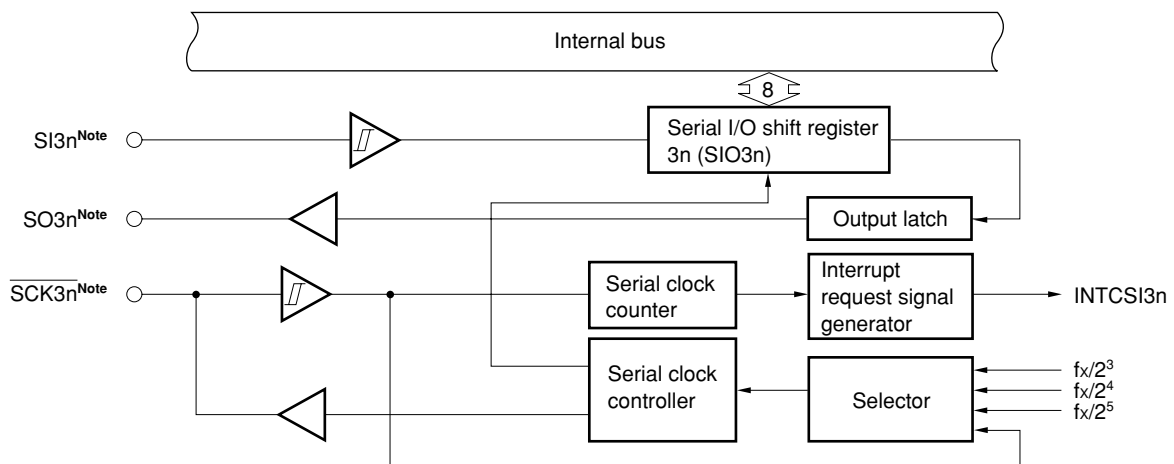 Internal bus
8
SI3nNote
Serial I/O shift register
3n (SIO3n)
SO3nNote
Output latch
SCK3nNote
Serial clock
counter
Interrupt
request signal
generator
INTCSI3n
Serial clock
controller
Selector
fx/2³
fx/2⁴
fx/2⁵